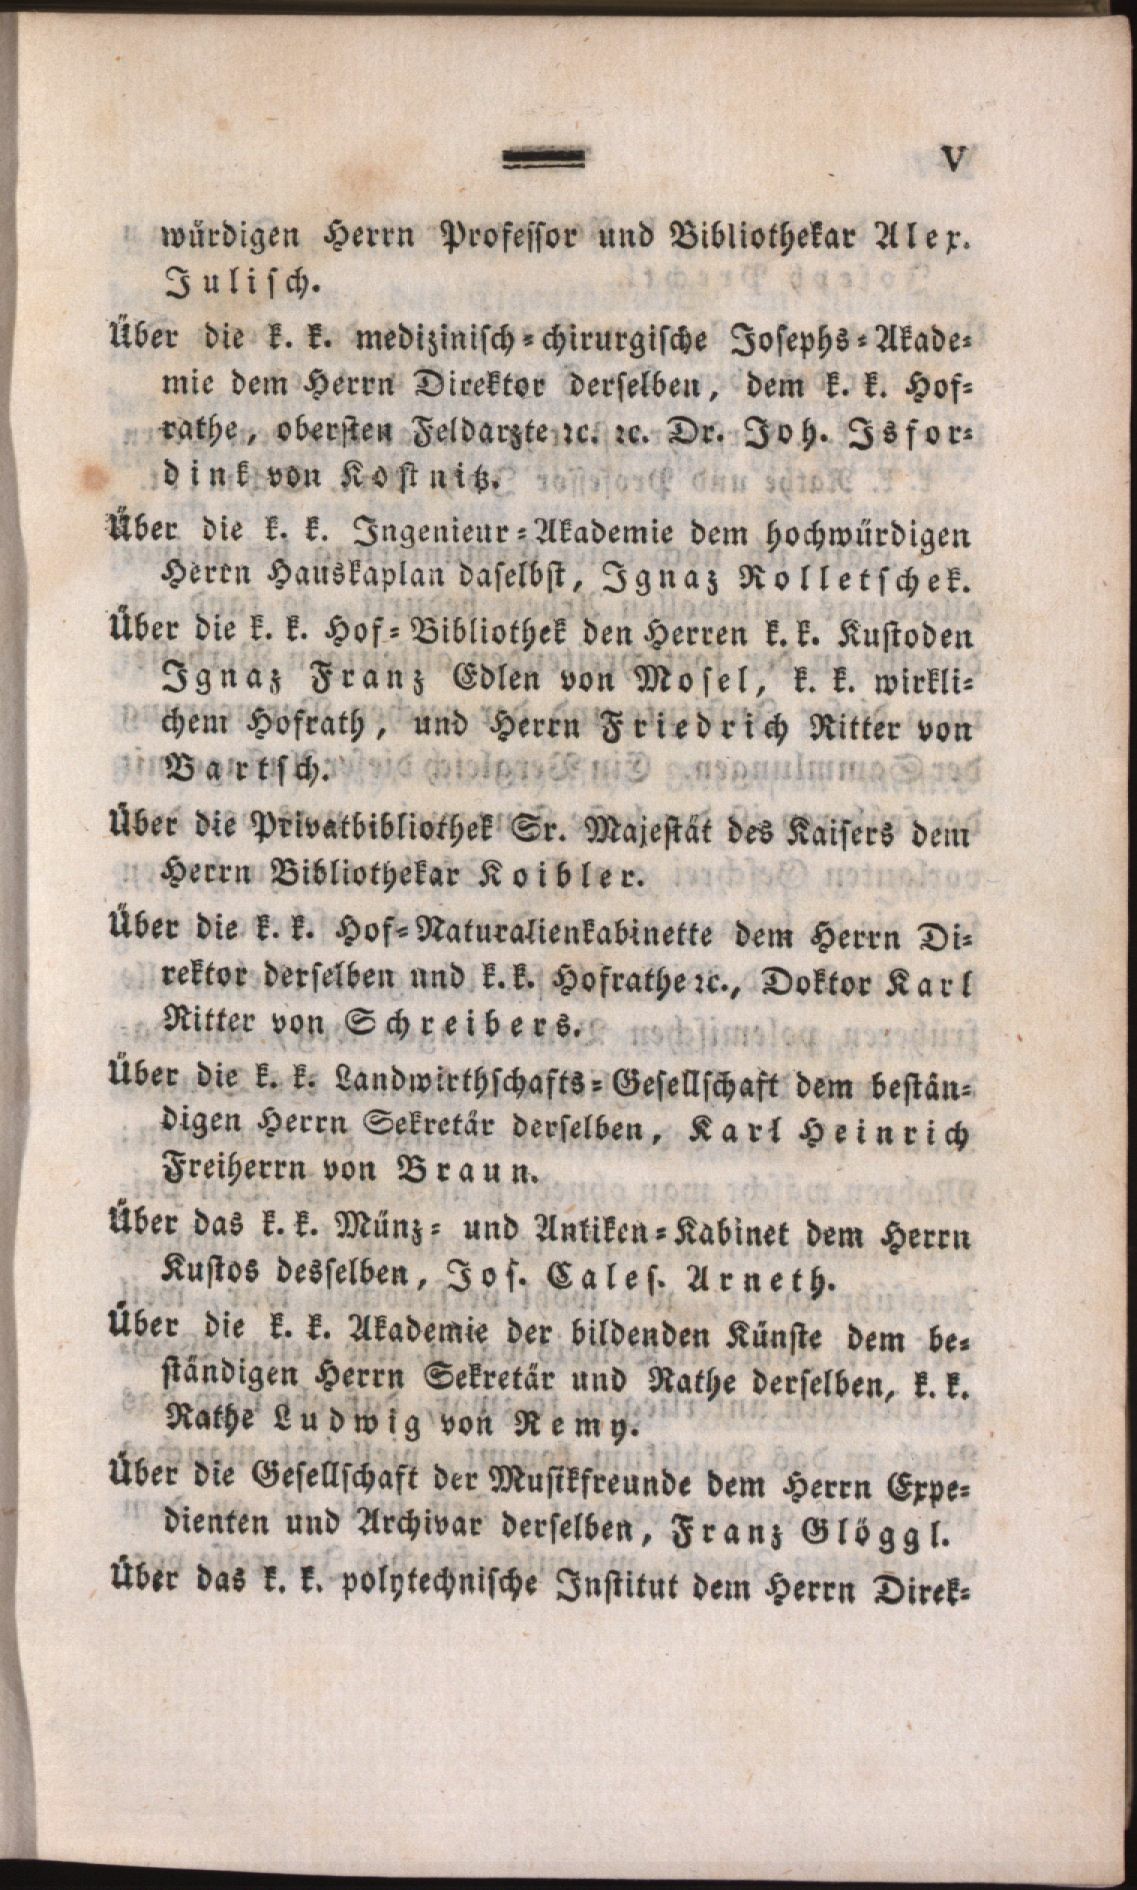 V
würdigen Herrn Professor und Bibliothekar Alex.
Julisch.
Über die k. k. medizinisch=chirurgische Josephs=Akade=
mie dem Herrn Direktor derselben, dem k. k. Hof=
rathe, obersten Feldarzte ꝛc. ꝛc. Dr. Joh. Isfor=
dink von Kostnitz.
Über die k. k. Ingenieur=Akademie dem hochwürdigen
Herrn Hauskaplan daselbst, Ignaz Rolletschek.
Über die k. k. Hof=Bibliothek den Herren k. k. Kustoden
Ignaz Franz Edlen von Mosel, k. k. wirkli=
chem Hofrath, und Herrn Friedrich Ritter von
Bartsch.
Über die Privatbibliothek Sr. Majestät des Kaisers dem
Herrn Bibliothekar Koibler.
Über die k. k. Hof=Naturalienkabinette dem Herrn Di=
rektor derselben und k. k. Hofrathe ꝛc., Doktor Karl
Ritter von Schreibers.
Über die k. k. Landwirthschafts=Gesellschaft dem bestän=
digen Herrn Sekretär derselben, Karl Heinrich
Freiherrn von Braun.
Über das k. k. Münz= und Antiken=Kabinet dem Herrn
Kustos desselben, Jos. Cales. Arneth.
Über die k. k. Akademie der bildenden Künste dem be=
ständigen Herrn Sekretär und Rathe derselben, k. k.
Rathe Ludwig von Remy.
Über die Gesellschaft der Musikfreunde dem Herrn Expe=
dienten und Archivar derselben, Franz Glöggl.
Über das k. k. polytechnische Institut dem Herrn Direk=